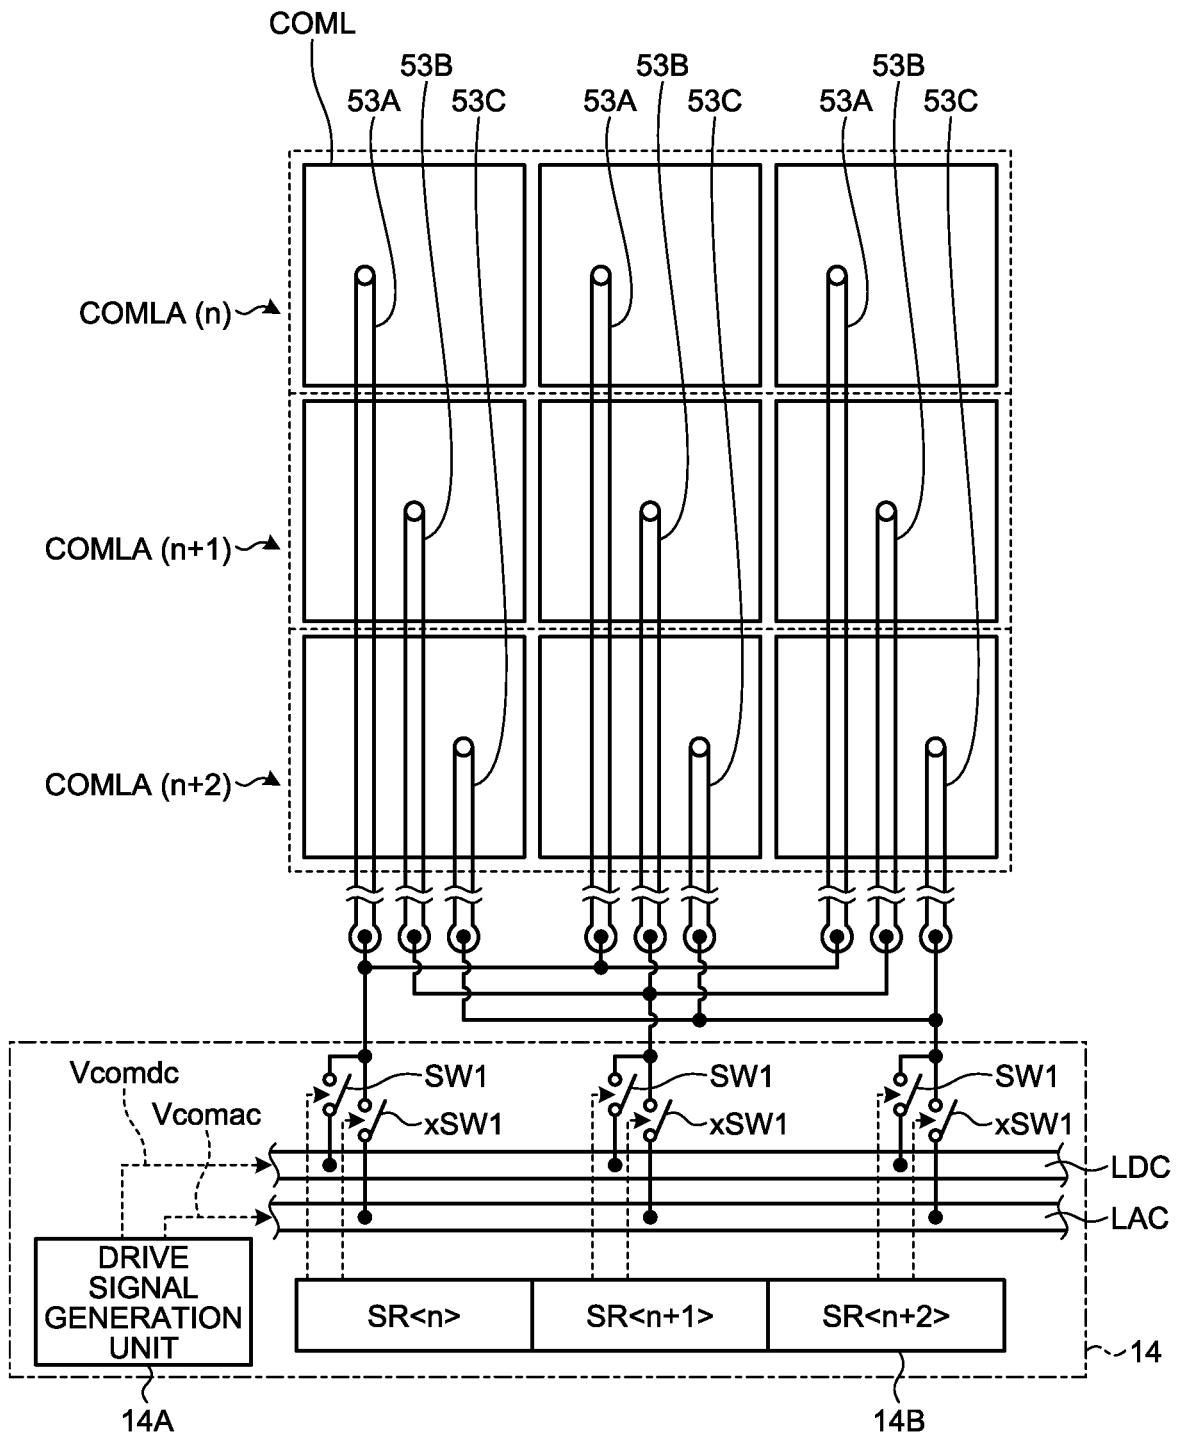 COML
53B 53B 53B
53A 53C 53A 53C 53A 53C
COMLA (n)
COMLA (n+1)
COMLA (n+2)
Vcomdc
SW1 SW1 SW1
Vcomac
xSW1 xSW1 xSW1
LDC
LAC
DRIVE
SIGNAL
GENERATION
UNIT
SR<n> SR<n+1> SR<n+2>
14
14A 14B